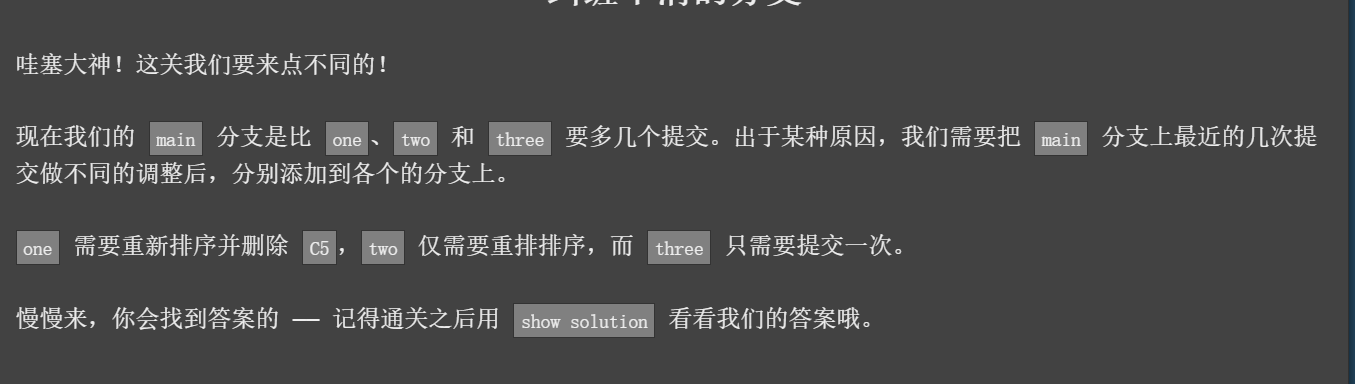 哇塞大神！这关我们要来点不同的！
现在我们的 main 分支是比 one、two 和 three 要多几个提交。出于某种原因，我们需要把 main 分支上最近的几次提
交做不同的调整后，分别添加到各个的分支上。
one 需要重新排序并删除 C5，two 仅需要重排排序，而 three 只需要提交一次。
慢慢来，你会找到答案的 —— 记得通关之后用 show solution 看看我们的答案哦。